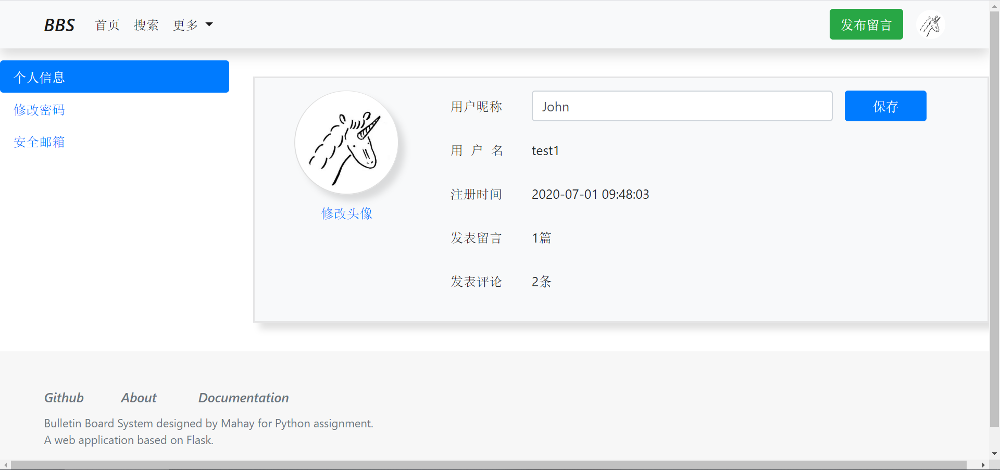 BBS 首页 搜索 更多 发布留言
个人信息
修改密码
安全邮箱
修改头像
用户昵称 John 保存
用 户 名 test1
注册时间 2020-07-01 09:48:03
发表留言 1篇
发表评论 2条
Github About Documentation
Bulletin Board System designed by Mahay for Python assignment.
A web application based on Flask.